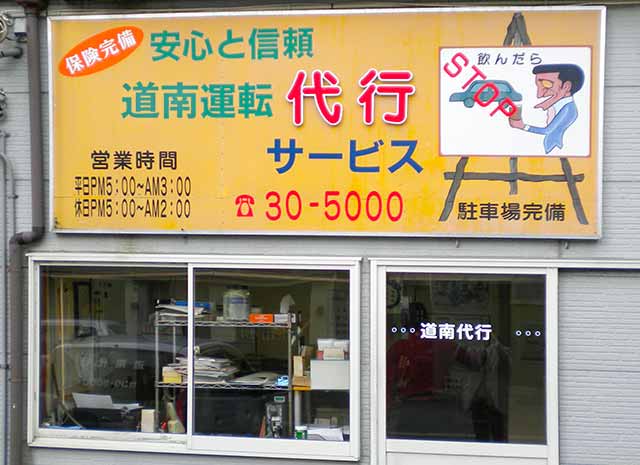 保険完備
安心と信頼
道南運転代行
サービス
営業時間
平日PM5:00~AM3:00
休日PM5:00~AM2:00
☎30-5000
飲んだら
STOP
駐車場完備
○○○道南代行○○○